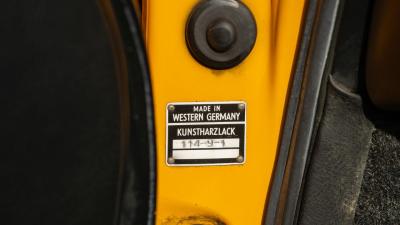 MADE IN
WESTERN GERMANY
KUNSTHARZLACK
114-9-1